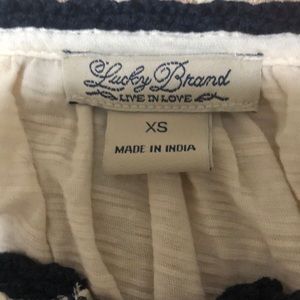 Lucky Brand
LIVE IN LOVE
XS
MADE IN INDIA